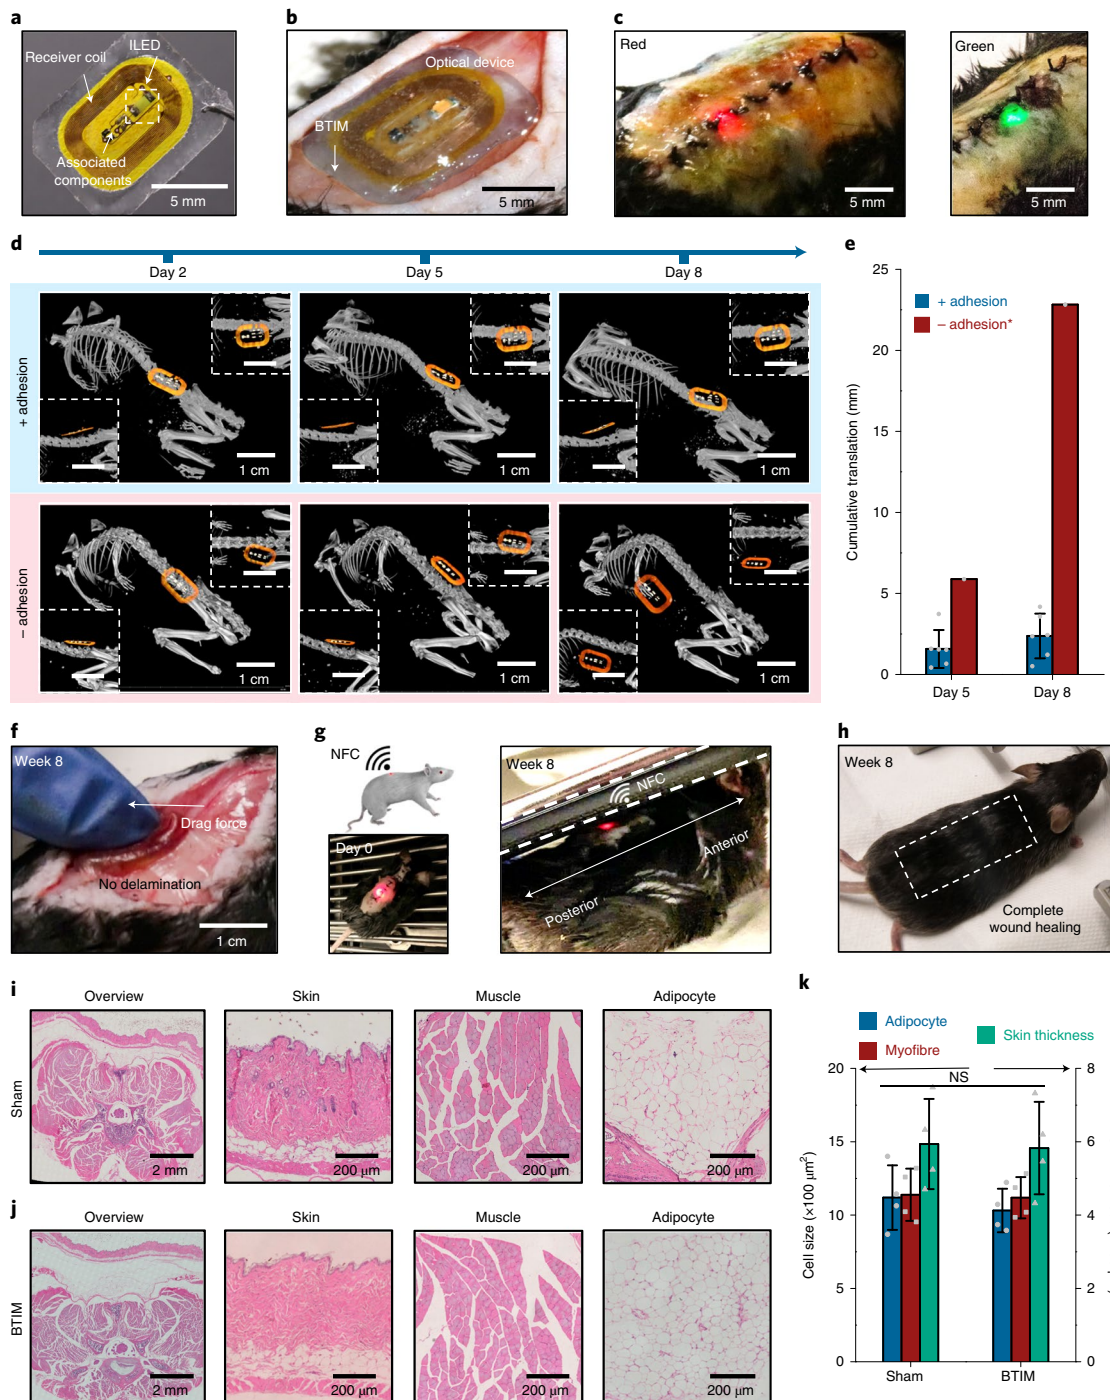 a
ILED
Receiver coil
Associated
components
5 mm
b
Optical device
BTIM
5 mm
c
Red
5 mm
Green
5 mm
d
Day 2
Day 5
Day 8
+ adhesion
1 cm
1 cm
1 cm
– adhesion
1 cm
1 cm
1 cm
e
25
20
15
10
5
0
Cumulative translation (mm)
+ adhesion
– adhesion*
Day 5
Day 8
f
Week 8
Drag force
No delamination
1 cm
g
NFC
Day 0
Week 8
NFC
Anterior
Posterior
h
Week 8
Complete
wound healing
i
Overview
Skin
Muscle
Adipocyte
Sham
2 mm
200 μm
200 μm
200 μm
j
Overview
Skin
Muscle
Adipocyte
BTIM
2 mm
200 μm
200 μm
200 μm
k
Adipocyte
Myofibre
Skin thickness
NS
20
15
10
5
0
Cell size (×100 μm²)
8
6
4
2
0
Sham
BTIM